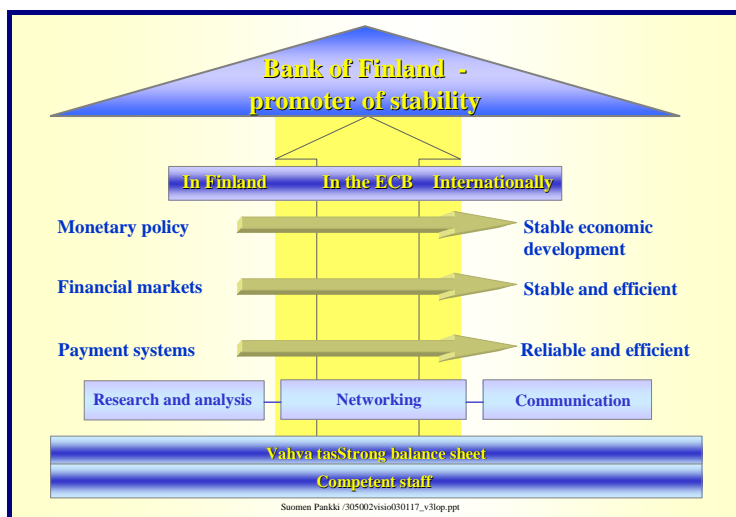 Bank of Finland -
promoter of stability
In Finland In the ECB Internationally
Monetary policy
Stable economic
development
Financial markets
Stable and efficient
Payment systems
Reliable and efficient
Research and analysis
Networking
Communication
Vahva tasStrong balance sheet
Competent staff
Suomen Pankki /305002visio030117_v3lop.ppt